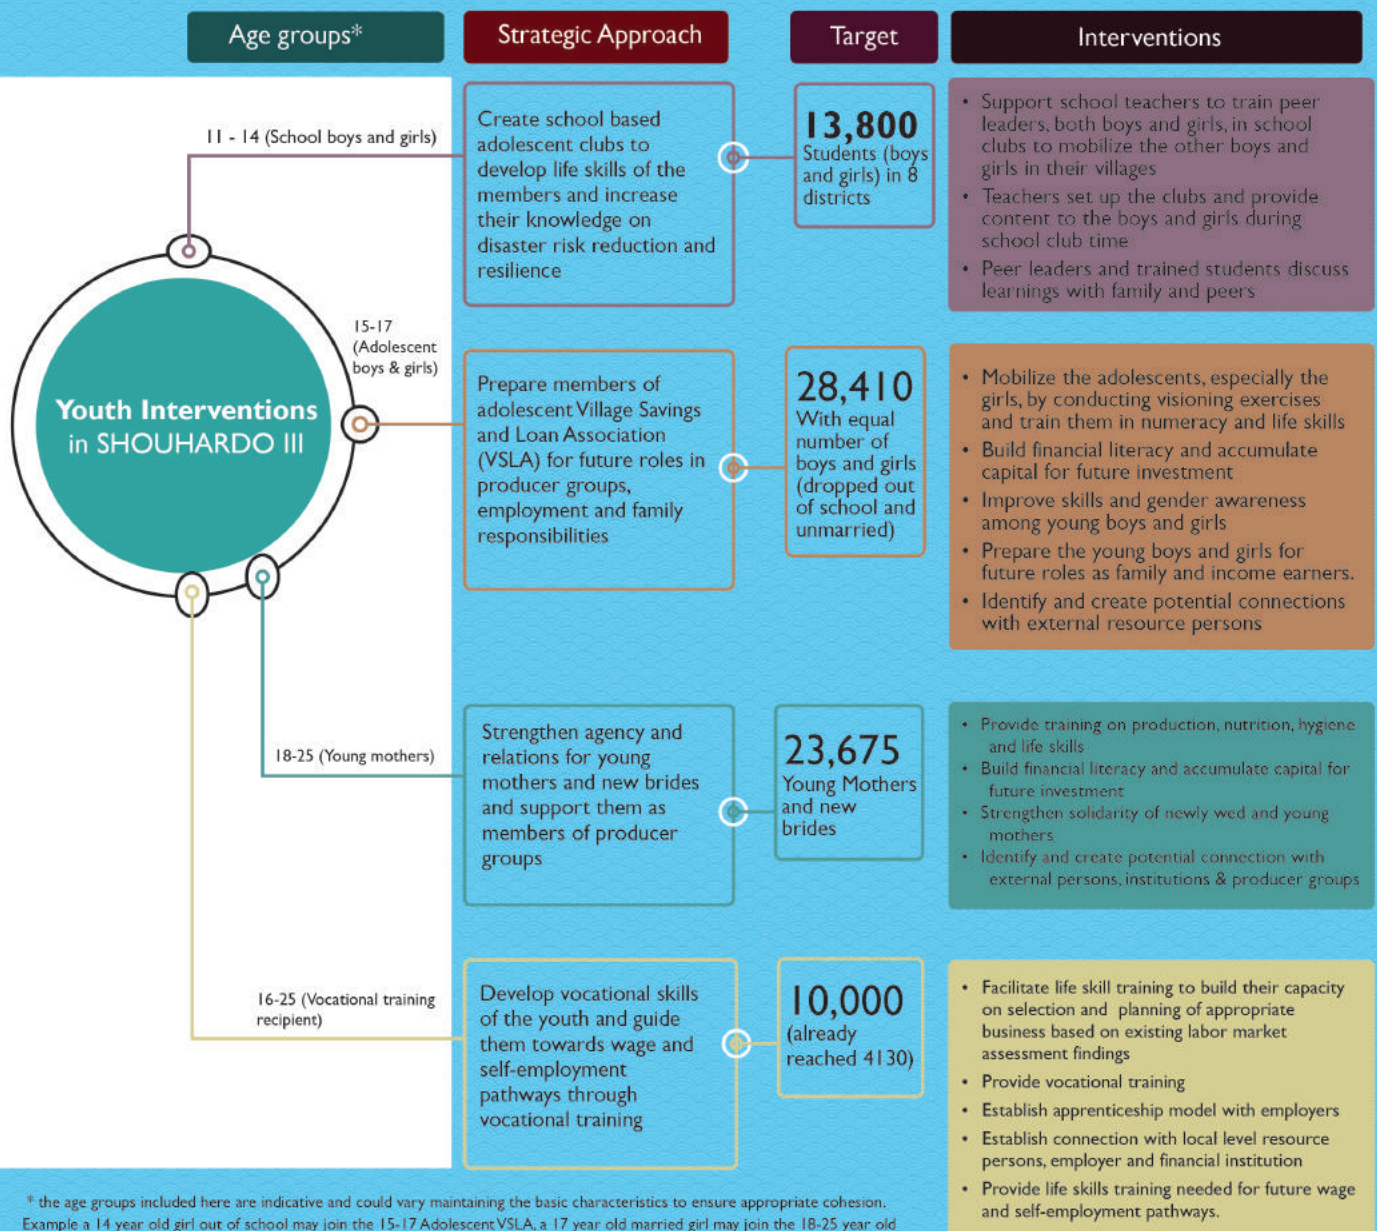 Age groups*
Strategic Approach
Target
Interventions
Youth Interventions
in SHOUHARDO III
11 - 14 (School boys and girls)
Create school based
adolescent clubs to
develop life skills of the
members and increase
their knowledge on
disaster risk reduction and
resilience
13,800
Students (boys
and girls) in 8
districts
• Support school teachers to train peer
leaders, both boys and girls, in school
clubs to mobilize the other boys and
girls in their villages
• Teachers set up the clubs and provide
content to the boys and girls during
school club time
• Peer leaders and trained students discuss
learnings with family and peers
15-17
(Adolescent
boys & girls)
Prepare members of
adolescent Village Savings
and Loan Association
(VSLA) for future roles in
producer groups,
employment and family
responsibilities
28,410
With equal
number of
boys and girls
(dropped out
of school and
unmarried)
• Mobilize the adolescents, especially the
girls, by conducting visioning exercises
and train them in numeracy and life skills
• Build financial literacy and accumulate
capital for future investment
• Improve skills and gender awareness
among young boys and girls
• Prepare the young boys and girls for
future roles as family and income earners.
• Identify and create potential connections
with external resource persons
18-25 (Young mothers)
Strengthen agency and
relations for young
mothers and new brides
and support them as
members of producer
groups
23,675
Young Mothers
and new
brides
• Provide training on production, nutrition, hygiene
and life skills
• Build financial literacy and accumulate capital for
future investment
• Strengthen solidarity of newly wed and young
mothers
• Identify and create potential connection with
external persons, institutions & producer groups
16-25 (Vocational training
recipient)
Develop vocational skills
of the youth and guide
them towards wage and
self-employment
pathways through
vocational training
10,000
(already
reached 4130)
• Facilitate life skill training to build their capacity
on selection and planning of appropriate
business based on existing labor market
assessment findings
• Provide vocational training
• Establish apprenticeship model with employers
• Establish connection with local level resource
persons, employer and financial institution
• Provide life skills training needed for future wage
and self-employment pathways.
* the age groups included here are indicative and could vary maintaining the basic characteristics to ensure appropriate cohesion.
Example a 14 year old girl out of school may join the 15-17 Adolescent VSLA, a 17 year old married girl may join the 18-25 year old